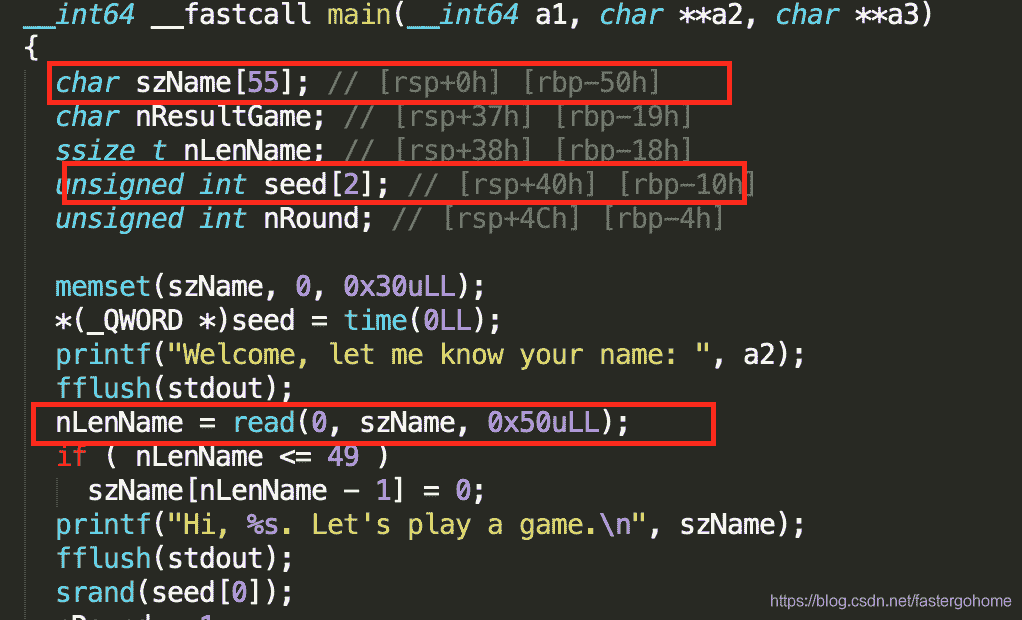 __int64 __fastcall main(__int64 a1, char **a2, char **a3)
{
char szName[55]; // [rsp+0h] [rbp-50h]
char nResultGame; // [rsp+37h] [rbp-19h]
ssize_t nLenName; // [rsp+38h] [rbp-18h]
unsigned int seed[2]; // [rsp+40h] [rbp-10h]
unsigned int nRound; // [rsp+4Ch] [rbp-4h]
memset(szName, 0, 0x30uLL);
*(_QWORD *)seed = time(0LL);
printf("Welcome, let me know your name: ", a2);
fflush(stdout);
nLenName = read(0, szName, 0x50uLL);
if ( nLenName <= 49 )
szName[nLenName - 1] = 0;
printf("Hi, %s. Let's play a game.\n", szName);
fflush(stdout);
srand(seed[0]);
https://blog.csdn.net/fastergohome